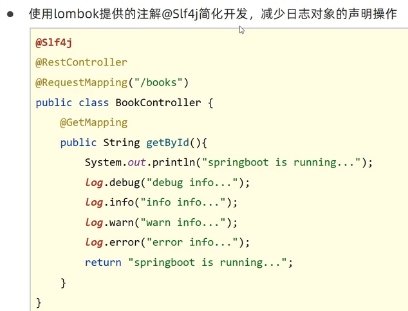 ● 使用lombok提供的注解@Slf4j简化开发，减少日志对象的声明操作
@Slf4j
@RestController
@RequestMapping("/books")
public class BookController {
    @GetMapping
    public String getById(){
        System.out.println("springboot is running...");
        log.debug("debug info...");
        log.info("info info...");
        log.warn("warn info...");
        log.error("error info...");
        return "springboot is running...";
    }
}